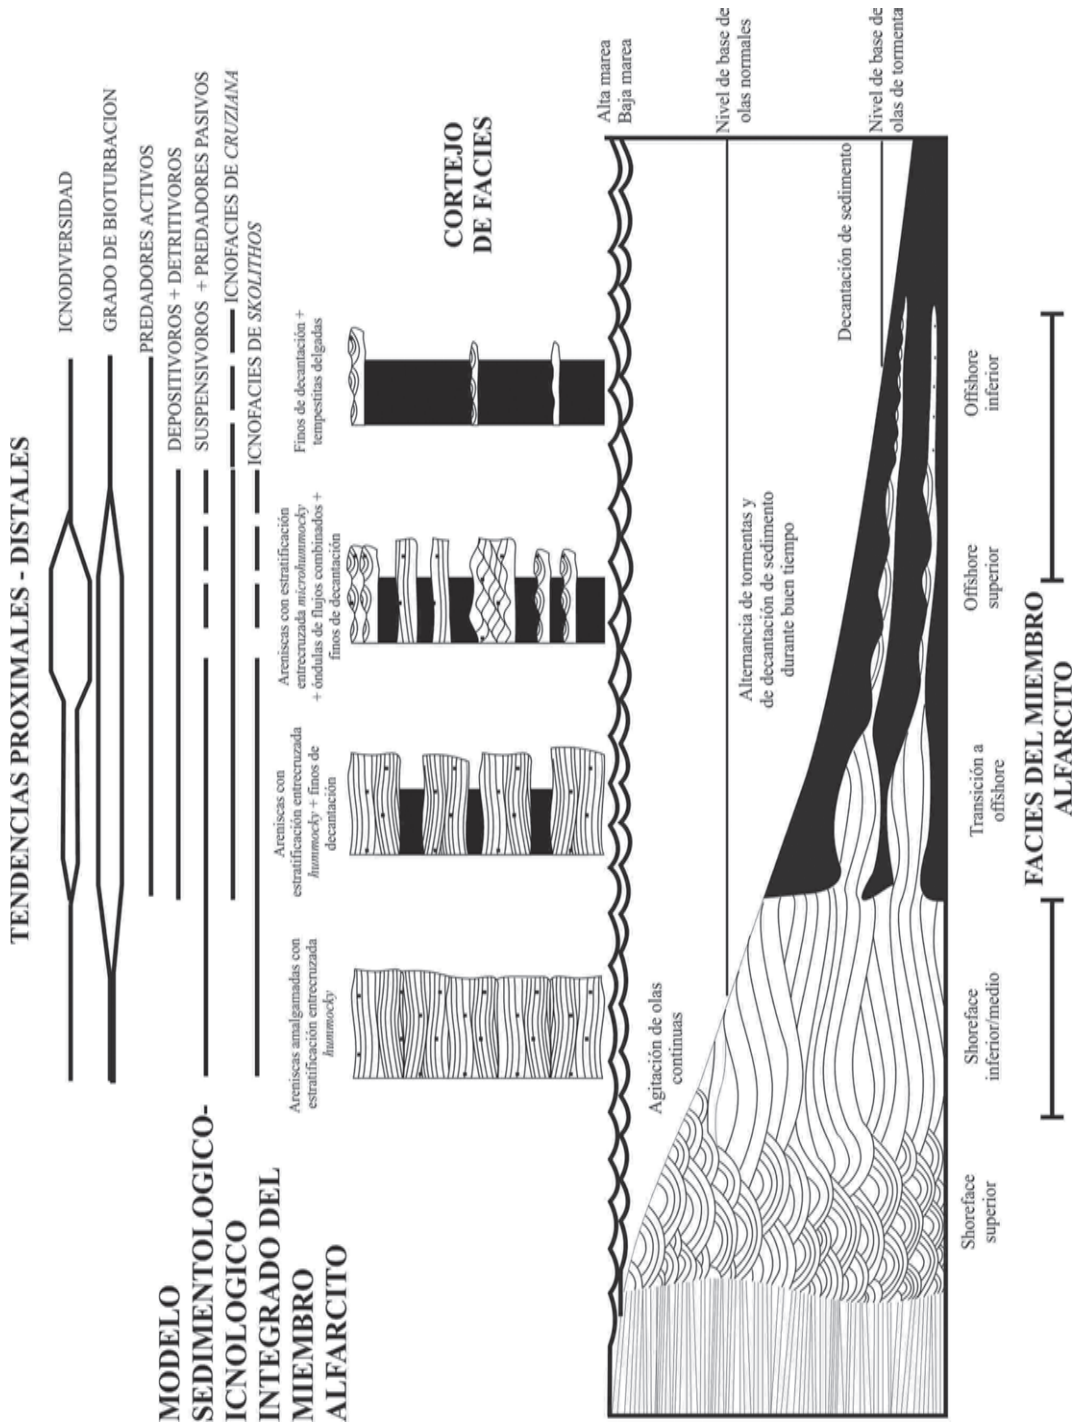 TENDENCIAS PROXIMALES - DISTALES
ICNODIVERSIDAD
GRADO DE BIOTURBACION
PREDADORES ACTIVOS
DEPOSITIVOROS + DETRITIVOROS
SUSPENSIVOROS + PREDADORES PASIVOS
ICNOFACIES DE CRUZIANA
ICNOFACIES DE SKOLITHOS
MODELO
SEDIMENTOLOGICO-
ICNOLOGICO
INTEGRADO DEL
MIEMBRO
ALFARCITO
Areniscas amalgamadas con
estratificación entrecruzada
hummocky
Areniscas con
estratificación entrecruzada
hummocky + finos de
decantación
Areniscas con estratificación
entrecruzada microhummocky
+ óndulas de flujos combinados +
finos de decantación
Finos de decantación +
tempestitas delgadas
CORTEJO
DE FACIES
Alta marea
Baja marea
Nivel de base de
olas normales
Nivel de base de
olas de tormenta
Agitación de olas
continuas
Alternancia de tormentas y
de decantación de sedimento
durante buen tiempo
Decantación de sedimento
Shoreface
superior
Shoreface
inferior/medio
Transición a
offshore
Offshore
superior
Offshore
inferior
FACIES DEL MIEMBRO
ALFARCITO